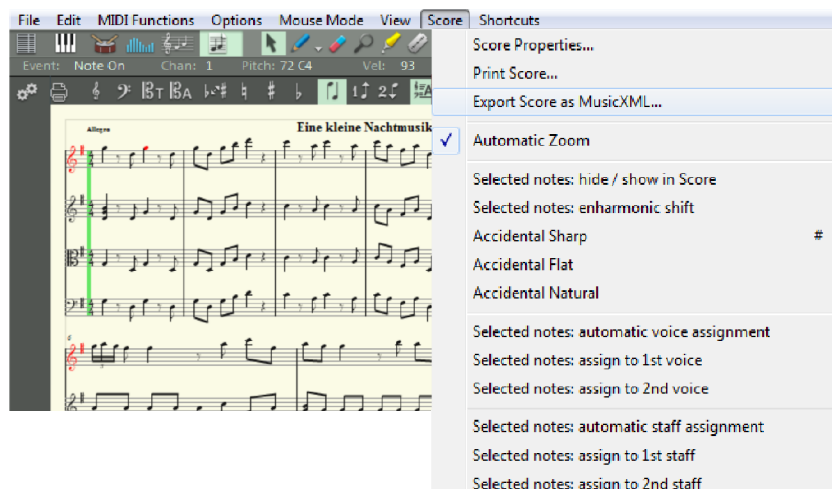 File Edit MIDI Functions Options Mouse Mode View Score Shortcuts
Event: Note On Chan: 1 Pitch: 72 C4 Vel: 93
Allegro
Eine kleine Nachtmusik
Score Properties...
Print Score...
Export Score as MusicXML...
✓ Automatic Zoom
Selected notes: hide / show in Score
Selected notes: enharmonic shift
Accidental Sharp #
Accidental Flat
Accidental Natural
Selected notes: automatic voice assignment
Selected notes: assign to 1st voice
Selected notes: assign to 2nd voice
Selected notes: automatic staff assignment
Selected notes: assign to 1st staff
Selected notes: assign to 2nd staff